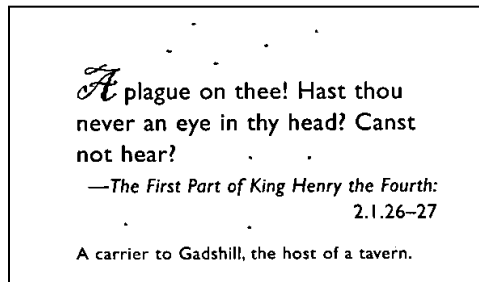 A plague on thee! Hast thou
never an eye in thy head? Canst
not hear?
—The First Part of King Henry the Fourth:
2.1.26–27
A carrier to Gadshill, the host of a tavern.